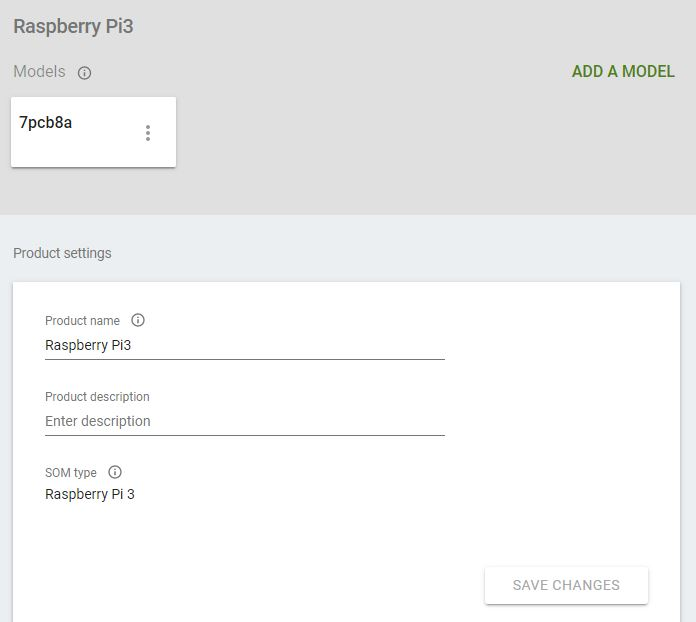 Raspberry Pi3
Models
ADD A MODEL
7pcb8a
Product settings
Product name
Raspberry Pi3
Product description
Enter description
SOM type
Raspberry Pi 3
SAVE CHANGES